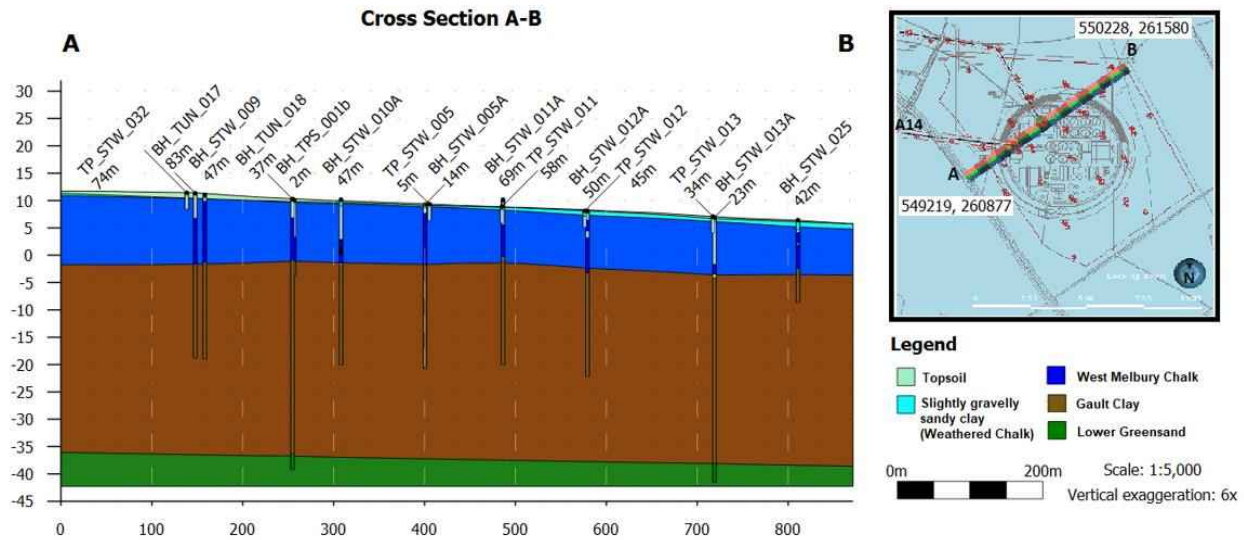 Cross Section A-B
A
B
TP_STW_032
74m
BH_TUN_017
83m
BH_STW_009
47m
BH_TUN_018
37m
BH_TPS_001b
2m
BH_STW_010A
47m
TP_STW_005
5m
BH_STW_005A
14m
BH_STW_011A
69m
TP_STW_011
58m
BH_STW_012A
50m
TP_STW_012
45m
TP_STW_013
34m
BH_STW_013A
23m
BH_STW_025
42m
30
25
20
15
10
5
0
-5
-10
-15
-20
-25
-30
-35
-40
-45
0 100 200 300 400 500 600 700 800
550228, 261580
B
A14
A
549219, 260877
N
Legend
Topsoil
Slightly gravelly
sandy clay
(Weathered Chalk)
West Melbury Chalk
Gault Clay
Lower Greensand
0m 200m
Scale: 1:5,000
Vertical exaggeration: 6x